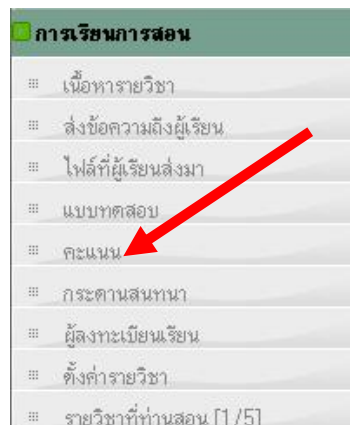 การเรียนการสอน
เนื้อหารายวิชา
ส่งข้อความถึงผู้เรียน
ไฟล์ที่ผู้เรียนส่งมา
แบบทดสอบ
คะแนน
กระดานสนทนา
ผู้ลงทะเบียนเรียน
ตั้งค่ารายวิชา
รายวิชาที่ท่านสอน [1/5]